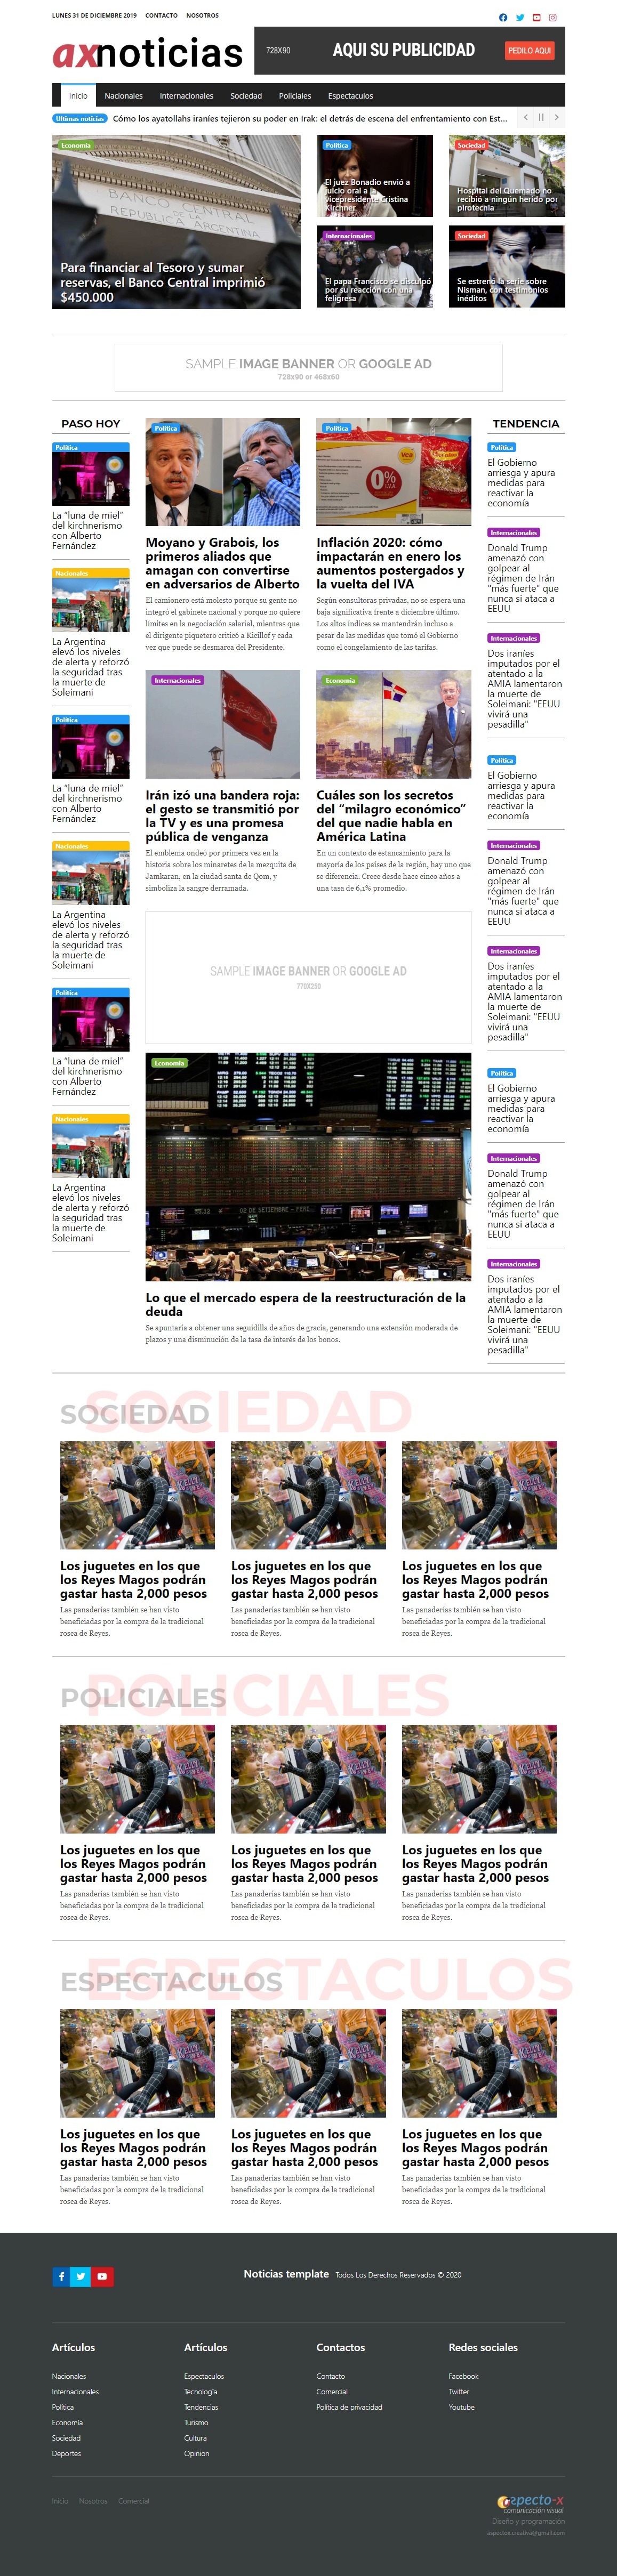 LUNES 31 DE DICIEMBRE 2019 CONTACTO NOSOTROS
axnoticias
728X90 AQUI SU PUBLICIDAD PEDILO AQUI
Inicio Nacionales Internacionales Sociedad Policiales Espectaculos
Ultimas noticias Cómo los ayatollahs iraníes tejieron su poder en Irak: el detrás de escena del enfrentamiento con Est...
Economía
BANCO
REPUBLICA ARGENTINA
Para financiar al Tesoro y sumar
reservas, el Banco Central imprimió
$450.000
Política
El juez Bonadio envió a
juicio oral a la
vicepresidente Cristina
Kirchner
Sociedad
Hospital del Quemado no
recibió a ningún herido por
pirotecnia
Internacionales
El papa Francisco se disculpó
por su reacción con una
feligresa
Sociedad
Se estrenó la serie sobre
Nisman, con testimonios
inéditos
SAMPLE IMAGE BANNER OR GOOGLE AD
728x90 or 468x60
PASO HOY
Política
La “luna de miel”
del kirchnerismo
con Alberto
Fernández
Nacionales
La Argentina
elevó los niveles
de alerta y reforzó
la seguridad tras
la muerte de
Soleimani
Política
La “luna de miel”
del kirchnerismo
con Alberto
Fernández
Nacionales
La Argentina
elevó los niveles
de alerta y reforzó
la seguridad tras
la muerte de
Soleimani
Política
La “luna de miel”
del kirchnerismo
con Alberto
Fernández
Nacionales
La Argentina
elevó los niveles
de alerta y reforzó
la seguridad tras
la muerte de
Soleimani
Política
Moyano y Grabois, los
primeros aliados que
amagan con convertirse
en adversarios de Alberto
El camionero está molesto porque su gente no
integró el gabinete nacional y porque no quiere
límites en la negociación salarial, mientras que
el dirigente piquetero criticó a Kicillof y cada
vez que puede se desmarca del Presidente.
Política
0%
Inflación 2020: cómo
impactarán en enero los
aumentos postergados y
la vuelta del IVA
Según consultoras privadas, no se espera una
baja significativa frente a diciembre último.
Los altos índices se mantendrán incluso a
pesar de las medidas que tomó el Gobierno
como el congelamiento de las tarifas.
Internacionales
Irán izó una bandera roja:
el gesto se transmitió por
la TV y es una promesa
pública de venganza
El emblema ondeó por primera vez en la
historia sobre los minaretes de la mezquita de
Jamkaran, en la ciudad santa de Qom, y
simboliza la sangre derramada.
Economía
Cuáles son los secretos
del “milagro económico”
del que nadie habla en
América Latina
En un contexto de estancamiento para la
mayoría de los países de la región, hay uno que
se diferencia. Crece desde hace cinco años a
una tasa de 6,1% promedio.
SAMPLE IMAGE BANNER OR GOOGLE AD
770X250
Economía
Lo que el mercado espera de la reestructuración de la
deuda
Se apuntaría a obtener una seguidilla de años de gracia, generando una extensión moderada de
plazos y una disminución de la tasa de interés de los bonos.
TENDENCIA
Política
El Gobierno
arriesga y apura
medidas para
reactivar la
economía
Internacionales
Donald Trump
amenazó con
golpear al
régimen de Irán
"más fuerte" que
nunca si ataca a
EEUU
Internacionales
Dos iraníes
imputados por el
atentado a la
AMIA lamentaron
la muerte de
Soleimani: "EEUU
vivirá una
pesadilla"
Política
El Gobierno
arriesga y apura
medidas para
reactivar la
economía
Internacionales
Donald Trump
amenazó con
golpear al
régimen de Irán
"más fuerte" que
nunca si ataca a
EEUU
Internacionales
Dos iraníes
imputados por el
atentado a la
AMIA lamentaron
la muerte de
Soleimani: "EEUU
vivirá una
pesadilla"
Política
El Gobierno
arriesga y apura
medidas para
reactivar la
economía
Internacionales
Donald Trump
amenazó con
golpear al
régimen de Irán
"más fuerte" que
nunca si ataca a
EEUU
Internacionales
Dos iraníes
imputados por el
atentado a la
AMIA lamentaron
la muerte de
Soleimani: "EEUU
vivirá una
pesadilla"
SOCIEDAD
SOCIEDAD
Los juguetes en los que
los Reyes Magos podrán
gastar hasta 2,000 pesos
Las panaderías también se han visto
beneficiadas por la compra de la tradicional
rosca de Reyes.
Los juguetes en los que
los Reyes Magos podrán
gastar hasta 2,000 pesos
Las panaderías también se han visto
beneficiadas por la compra de la tradicional
rosca de Reyes.
Los juguetes en los que
los Reyes Magos podrán
gastar hasta 2,000 pesos
Las panaderías también se han visto
beneficiadas por la compra de la tradicional
rosca de Reyes.
POLICIALES
POLICIALES
Los juguetes en los que
los Reyes Magos podrán
gastar hasta 2,000 pesos
Las panaderías también se han visto
beneficiadas por la compra de la tradicional
rosca de Reyes.
Los juguetes en los que
los Reyes Magos podrán
gastar hasta 2,000 pesos
Las panaderías también se han visto
beneficiadas por la compra de la tradicional
rosca de Reyes.
Los juguetes en los que
los Reyes Magos podrán
gastar hasta 2,000 pesos
Las panaderías también se han visto
beneficiadas por la compra de la tradicional
rosca de Reyes.
ESPECTACULOS
ESPECTACULOS
Los juguetes en los que
los Reyes Magos podrán
gastar hasta 2,000 pesos
Las panaderías también se han visto
beneficiadas por la compra de la tradicional
rosca de Reyes.
Los juguetes en los que
los Reyes Magos podrán
gastar hasta 2,000 pesos
Las panaderías también se han visto
beneficiadas por la compra de la tradicional
rosca de Reyes.
Los juguetes en los que
los Reyes Magos podrán
gastar hasta 2,000 pesos
Las panaderías también se han visto
beneficiadas por la compra de la tradicional
rosca de Reyes.
Noticias template Todos Los Derechos Reservados © 2020
Artículos
Nacionales
Internacionales
Política
Economía
Sociedad
Deportes
Artículos
Espectaculos
Tecnología
Tendencias
Turismo
Cultura
Opinion
Contactos
Contacto
Comercial
Política de privacidad
Redes sociales
Facebook
Twitter
Youtube
Inicio Nosotros Comercial
aspecto-x
comunicación visual
Diseño y programación
aspectox.creative@gmail.com